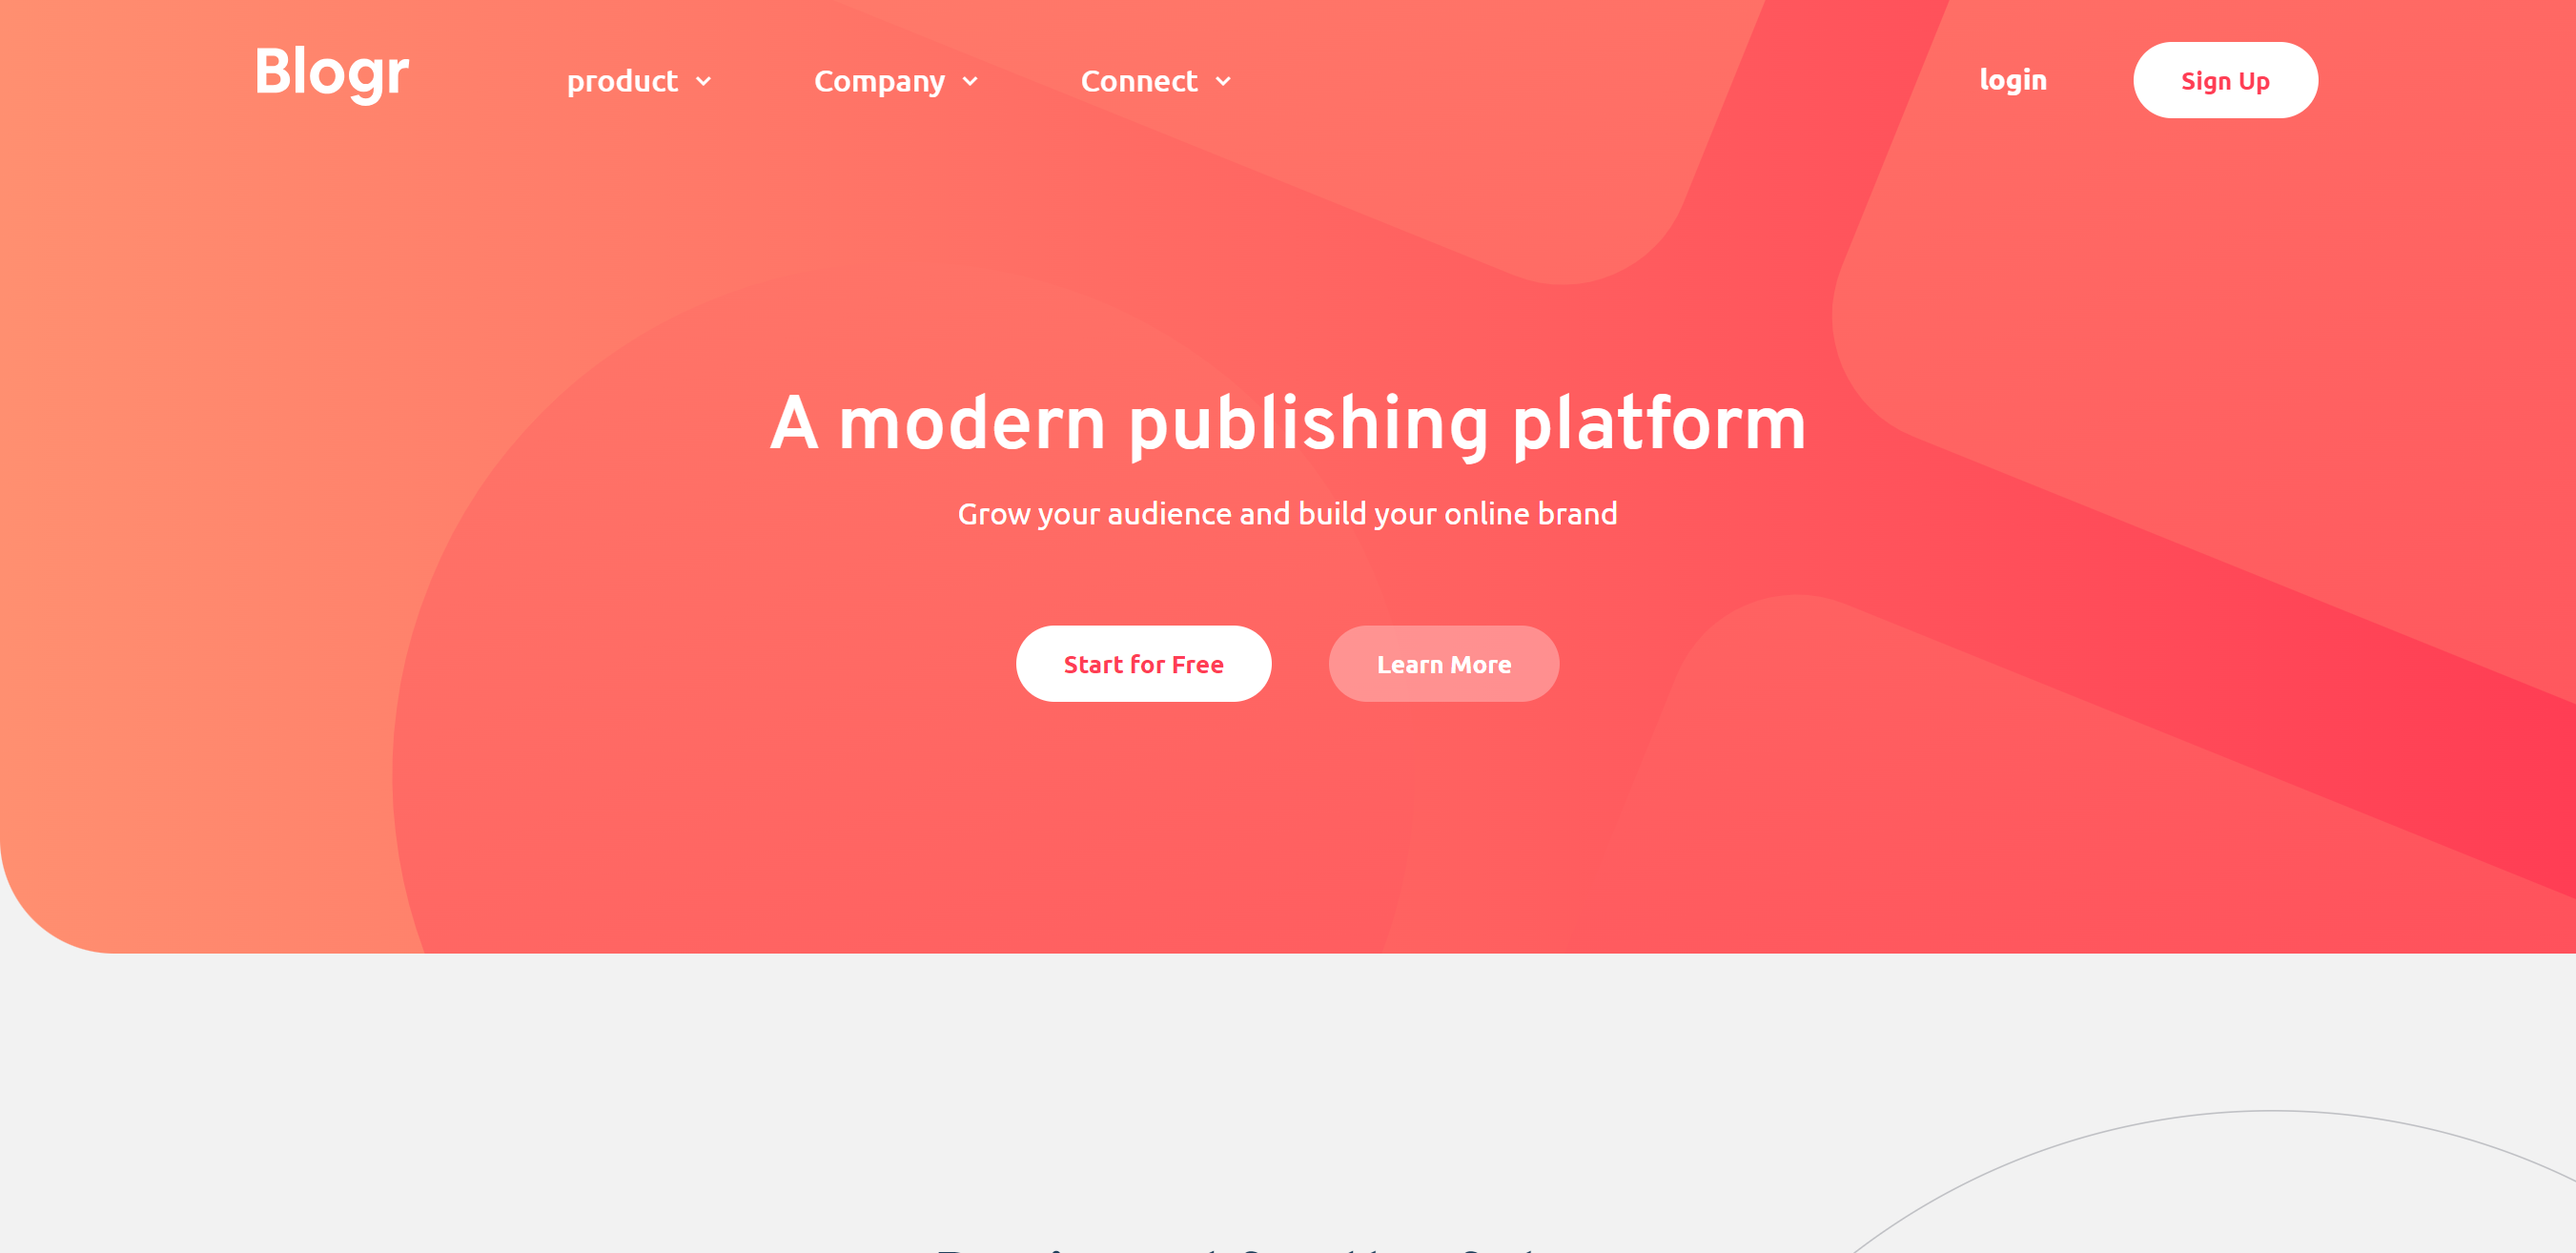 Blogr
product
Company
Connect
login
Sign Up
A modern publishing platform
Grow your audience and build your online brand
Start for Free
Learn More